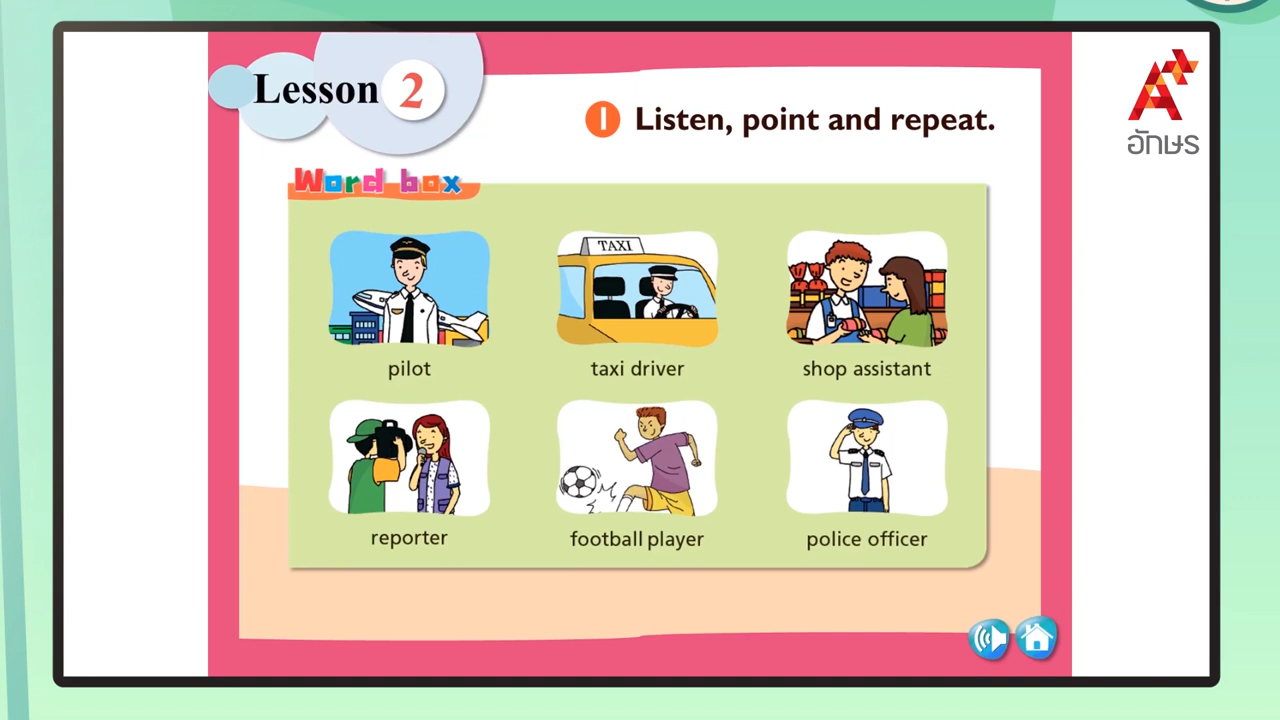 Lesson 2
1 Listen, point and repeat.
อักษร
Word box
TAXI
pilot
taxi driver
shop assistant
reporter
football player
police officer